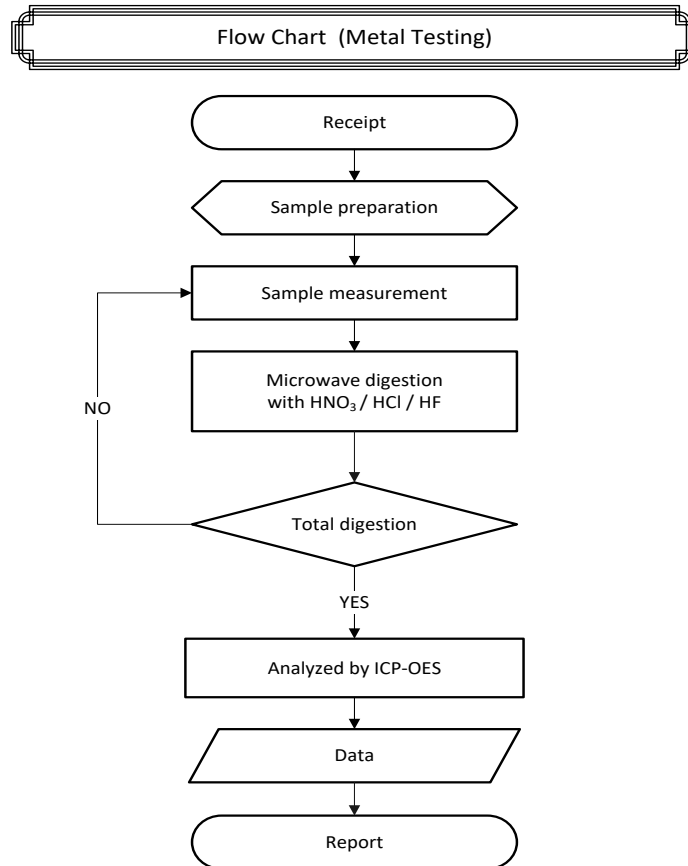 Flow Chart  (Metal Testing)
Receipt
Sample preparation
Sample measurement
Microwave digestion
with HNO₃ / HCl / HF
NO
Total digestion
YES
Analyzed by ICP-OES
Data
Report